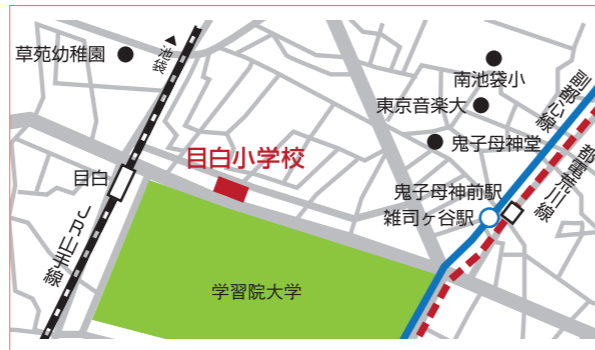 草苑幼稚園
▲池袋
南池袋小
東京音楽大
鬼子母神堂
副都心線
都電荒川線
目白小学校
目白
鬼子母神前駅
雑司ヶ谷駅
JR山手線
学習院大学